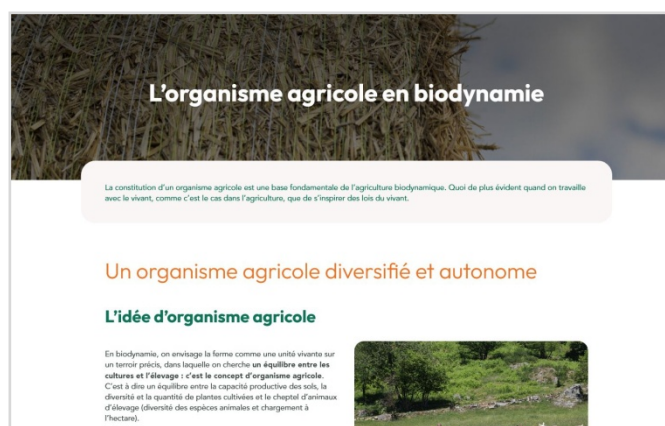 L'organisme agricole en biodynamie
La constitution d'un organisme agricole est une base fondamentale de l'agriculture biodynamique. Quoi de plus évident quand on travaille
avec le vivant, comme c'est le cas dans l'agriculture, que de s'inspirer des lois du vivant.
Un organisme agricole diversifié et autonome
L'idée d'organisme agricole
En biodynamie, on envisage la ferme comme une unité vivante sur
un terroir précis, dans laquelle on cherche un équilibre entre les
cultures et l'élevage : c'est le concept d'organisme agricole.
C'est à dire un équilibre entre la capacité productive des sols, la
diversité et la quantité de plantes cultivées et le cheptel d'animaux
d'élevage (diversité des espèces animales et chargement à
l'hectare).